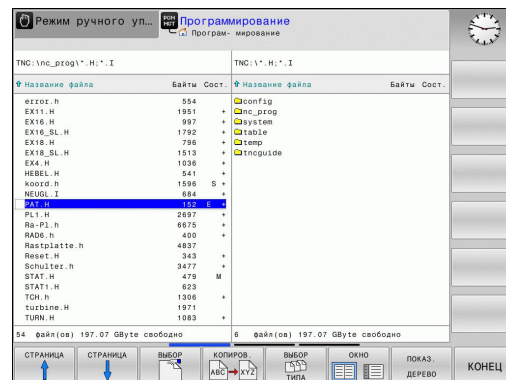 Режим ручного уп…
PGM
MGT
Программирование
Програм- мирование
TNC:\nc_prog\*.H;*.I
TNC:\*.H;*.I
Название файла Байты Сост.
Название файла Байты Сост.
error.h 554
EX11.H 1951 +
EX16.H 997 +
EX16_SL.H 1792 +
EX18.H 796 +
EX18_SL.H 1513 +
EX4.H 1036 +
HEBEL.H 541 +
koord.h 1596 S +
NEUGL.I 684 +
PAT.H 152 E +
PL1.H 2697 +
Ra-Pl.h 6675 +
RAD6.h 400 +
Rastplatte.h 4837
Reset.H 343 +
Schulter.h 3477 +
STAT.H 479 M
STAT1.H 623
TCH.h 1306 +
turbine.H 1971
TURN.H 1083 +
config
nc_prog
system
table
temp
tncguide
54 файл(ов) 197.07 GByte свободно
6 файл(ов) 197.07 GByte свободно
СТРАНИЦА
СТРАНИЦА
ВЫБОР
КОПИРОВ.
ABC XYZ
ВЫБОР
ТИПА
ОКНО
ПОКАЗ.
ДЕРЕВО
КОНЕЦ